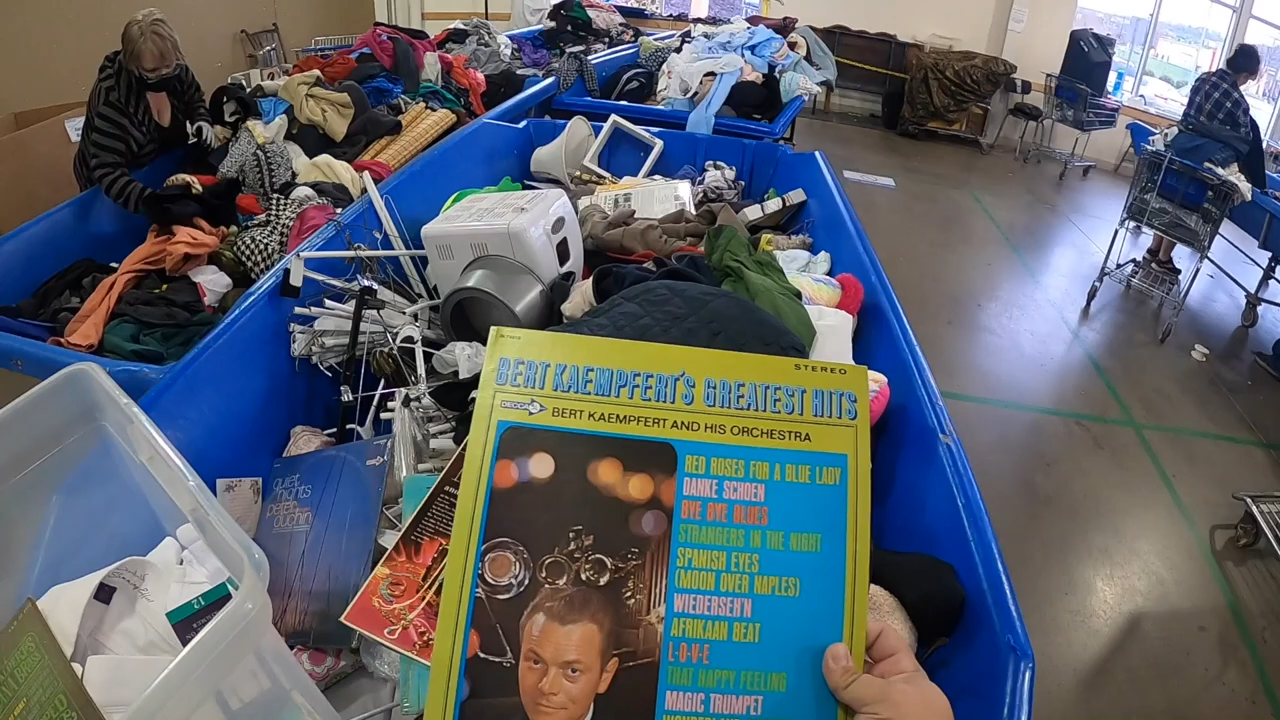 STEREO
BERT KAEMPFERT'S GREATEST HITS
DECCA
BERT KAEMPFERT AND HIS ORCHESTRA
RED ROSES FOR A BLUE LADY
DANKE SCHOEN
BYE BYE BLUES
STRANGERS IN THE NIGHT
SPANISH EYES
(MOON OVER NAPLES)
WIEDERSEH'N
AFRIKAAN BEAT
L·O·V·E
THAT HAPPY FEELING
MAGIC TRUMPET
WONDERLAND
quiet
nights
peter
duchin
12